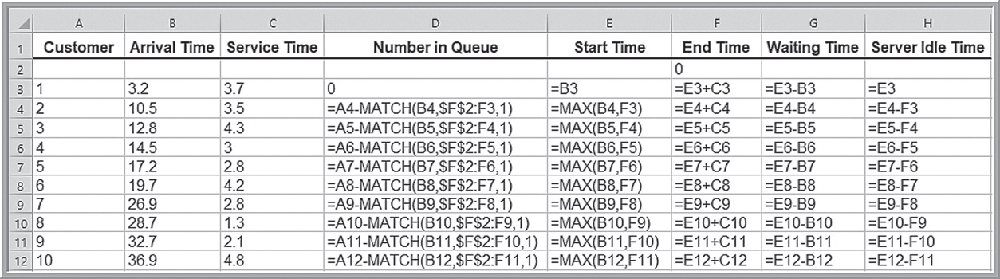 A B C D E F G H
1 Customer Arrival Time Service Time Number in Queue Start Time End Time Waiting Time Server Idle Time
2 0
3 1 3.2 3.7 0 =B3 =E3+C3 =E3-B3 =E3
4 2 10.5 3.5 =A4-MATCH(B4,$F$2:F3,1) =MAX(B4,F3) =E4+C4 =E4-B4 =E4-F3
5 3 12.8 4.3 =A5-MATCH(B5,$F$2:F4,1) =MAX(B5,F4) =E5+C5 =E5-B5 =E5-F4
6 4 14.5 3 =A6-MATCH(B6,$F$2:F5,1) =MAX(B6,F5) =E6+C6 =E6-B6 =E6-F5
7 5 17.2 2.8 =A7-MATCH(B7,$F$2:F6,1) =MAX(B7,F6) =E7+C7 =E7-B7 =E7-F6
8 6 19.7 4.2 =A8-MATCH(B8,$F$2:F7,1) =MAX(B8,F7) =E8+C8 =E8-B8 =E8-F7
9 7 26.9 2.8 =A9-MATCH(B9,$F$2:F8,1) =MAX(B9,F8) =E9+C9 =E9-B9 =E9-F8
10 8 28.7 1.3 =A10-MATCH(B10,$F$2:F9,1) =MAX(B10,F9) =E10+C10 =E10-B10 =E10-F9
11 9 32.7 2.1 =A11-MATCH(B11,$F$2:F10,1) =MAX(B11,F10) =E11+C11 =E11-B11 =E11-F10
12 10 36.9 4.8 =A12-MATCH(B12,$F$2:F11,1) =MAX(B12,F11) =E12+C12 =E12-B12 =E12-F11